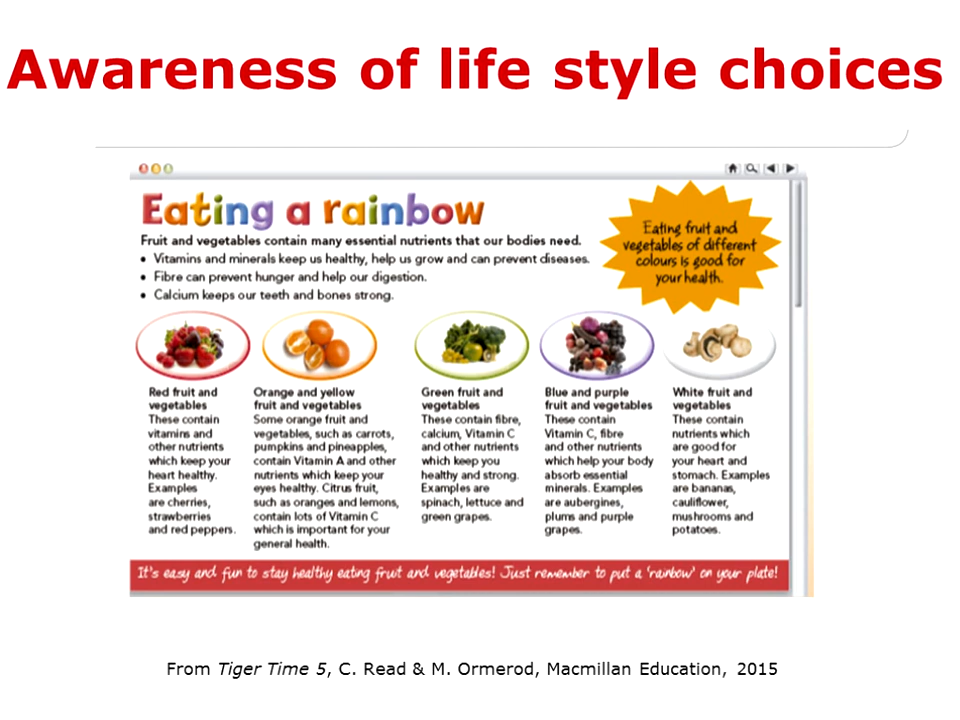 Awareness of life style choices
Eating a rainbow
Fruit and vegetables contain many essential nutrients that our bodies need.
• Vitamins and minerals keep us healthy, help us grow and can prevent diseases.
• Fibre can prevent hunger and help our digestion.
• Calcium keeps our teeth and bones strong.
Eating fruit and
vegetables of different
colours is good for
your health.
Red fruit and
vegetables
These contain
vitamins and
other nutrients
which keep your
heart healthy.
Examples
are cherries,
strawberries
and red peppers.
Orange and yellow
fruit and vegetables
Some orange fruit and
vegetables, such as carrots,
pumpkins and pineapples,
contain Vitamin A and other
nutrients which keep your
eyes healthy. Citrus fruit,
such as oranges and lemons,
contain lots of Vitamin C
which is important for your
general health.
Green fruit and
vegetables
These contain fibre,
calcium, Vitamin C
and other nutrients
which keep you
healthy and strong.
Examples are
spinach, lettuce and
green grapes.
Blue and purple
fruit and vegetables
These contain
Vitamin C, fibre
and other nutrients
which help your body
absorb essential
minerals. Examples
are aubergines,
plums and purple
grapes.
White fruit and
vegetables
These contain
nutrients which
are good for
your heart and
stomach. Examples
are bananas,
cauliflower,
mushrooms and
potatoes.
It's easy and fun to stay healthy eating fruit and vegetables! Just remember to put a 'rainbow' on your plate!
From Tiger Time 5, C. Read & M. Ormerod, Macmillan Education, 2015